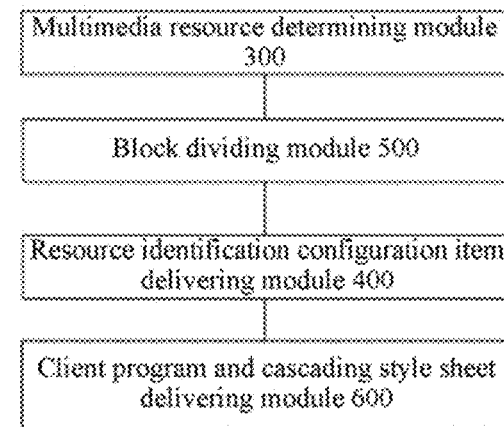 Multimedia resource determining module
300
Block dividing module 500
Resource identification configuration item
delivering module 400
Client program and cascading style sheet
delivering module 600